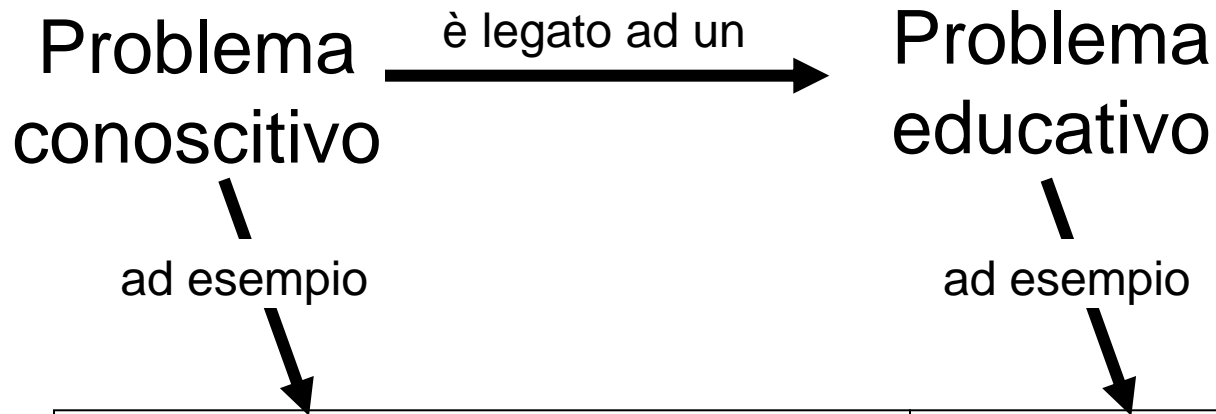 Problema
conoscitivo
è legato ad un
Problema
educativo
ad esempio
ad esempio